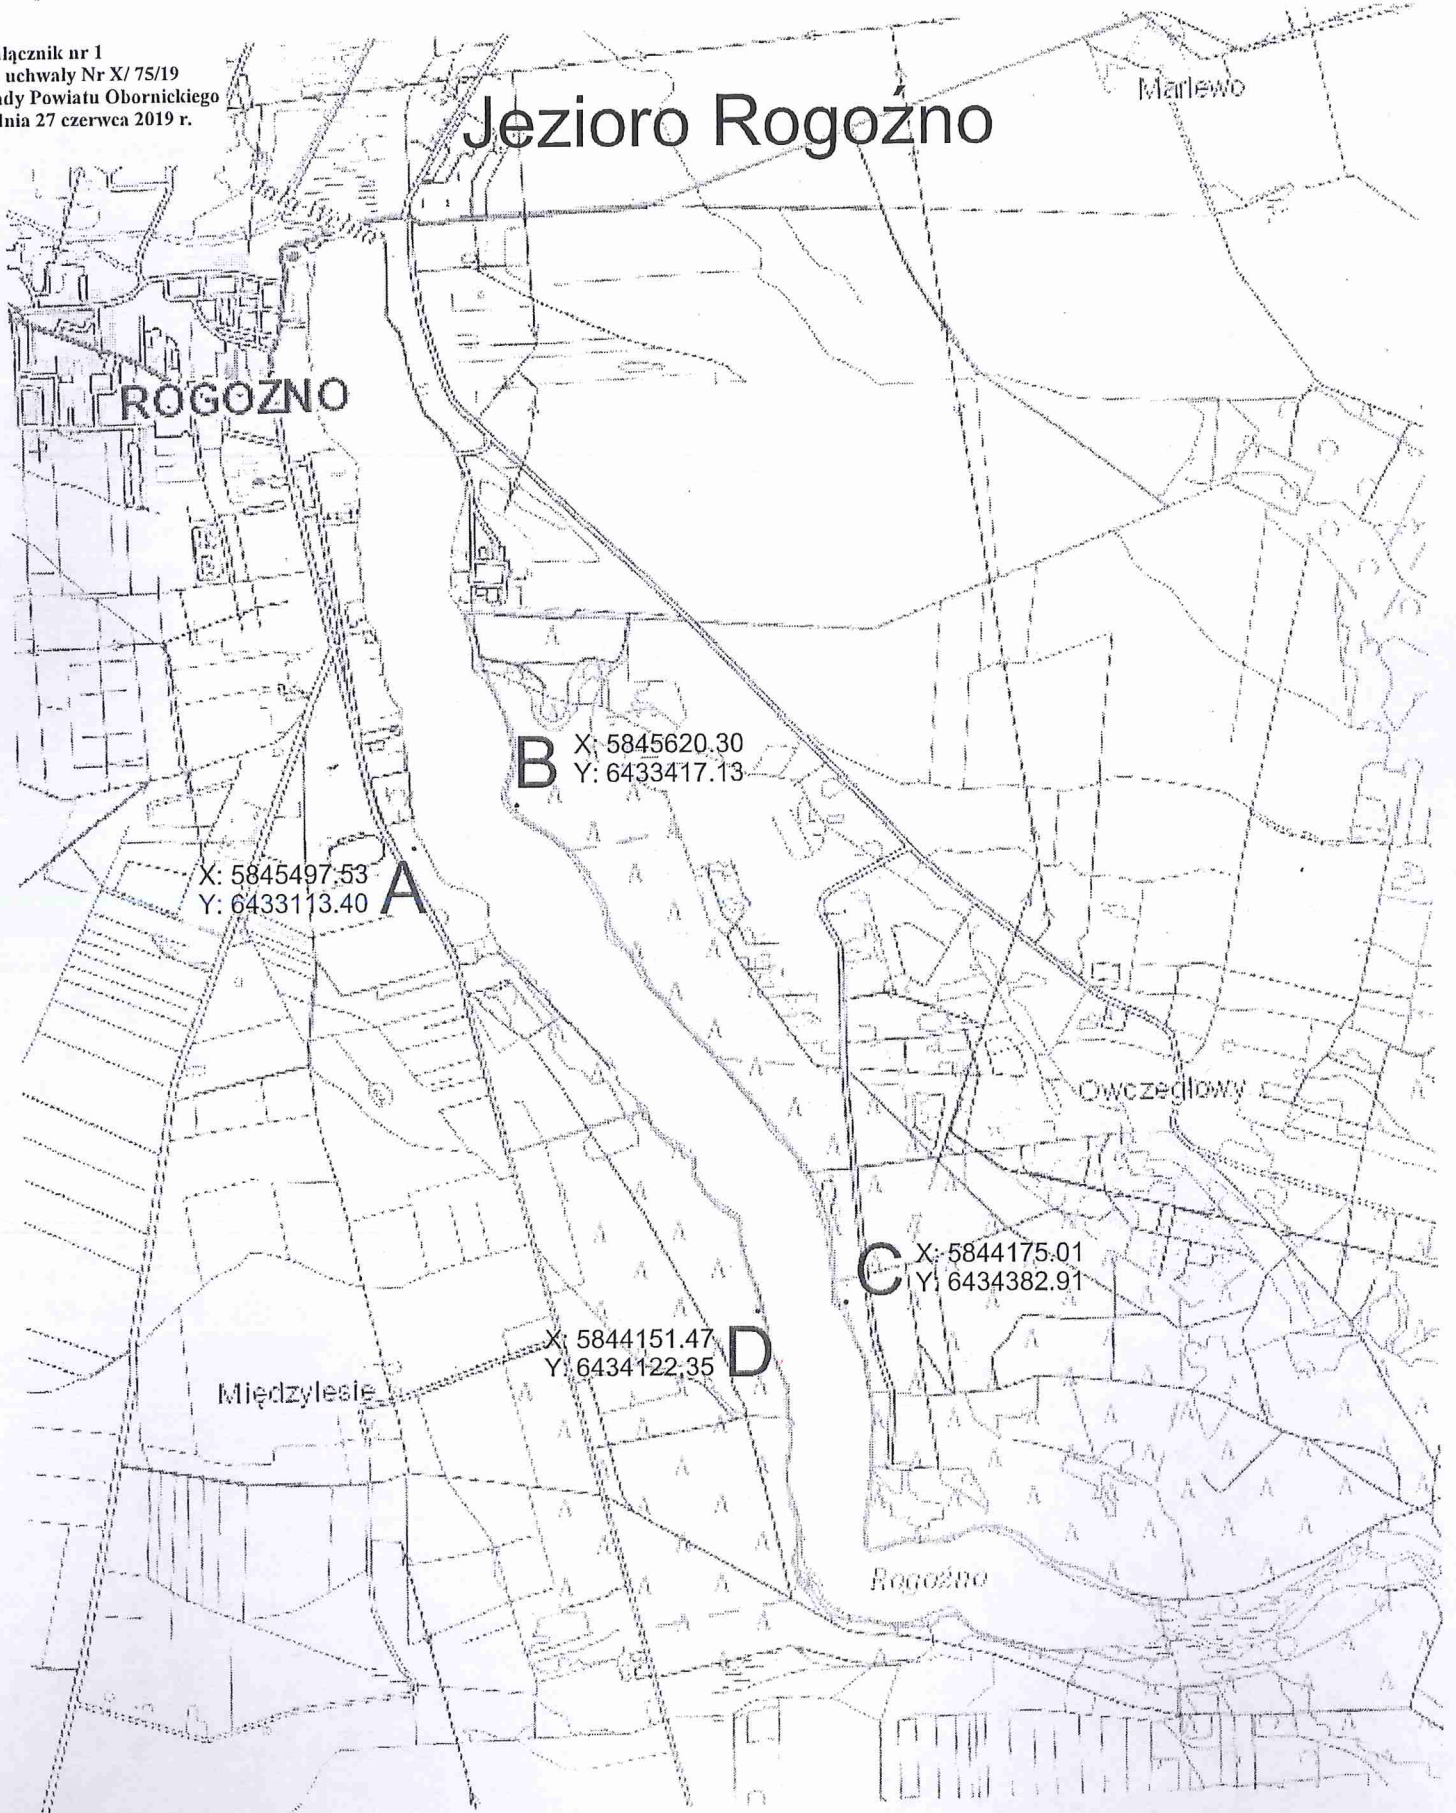 łącznik nr 1
uchwały Nr X/ 75/19
dy Powiatu Obornickiego
dnia 27 czerwca 2019 r.
Jezioro Rogoźno
Marlewo
ROGOŹNO
B
X: 5845620.30
Y: 6433417.13
X: 5845497.53
Y: 6433113.40
A
Owczegłowy
C
X: 5844175.01
Y: 6434382.91
X: 5844151.47
Y: 6434122.35
D
Międzylesie
Rogoźno